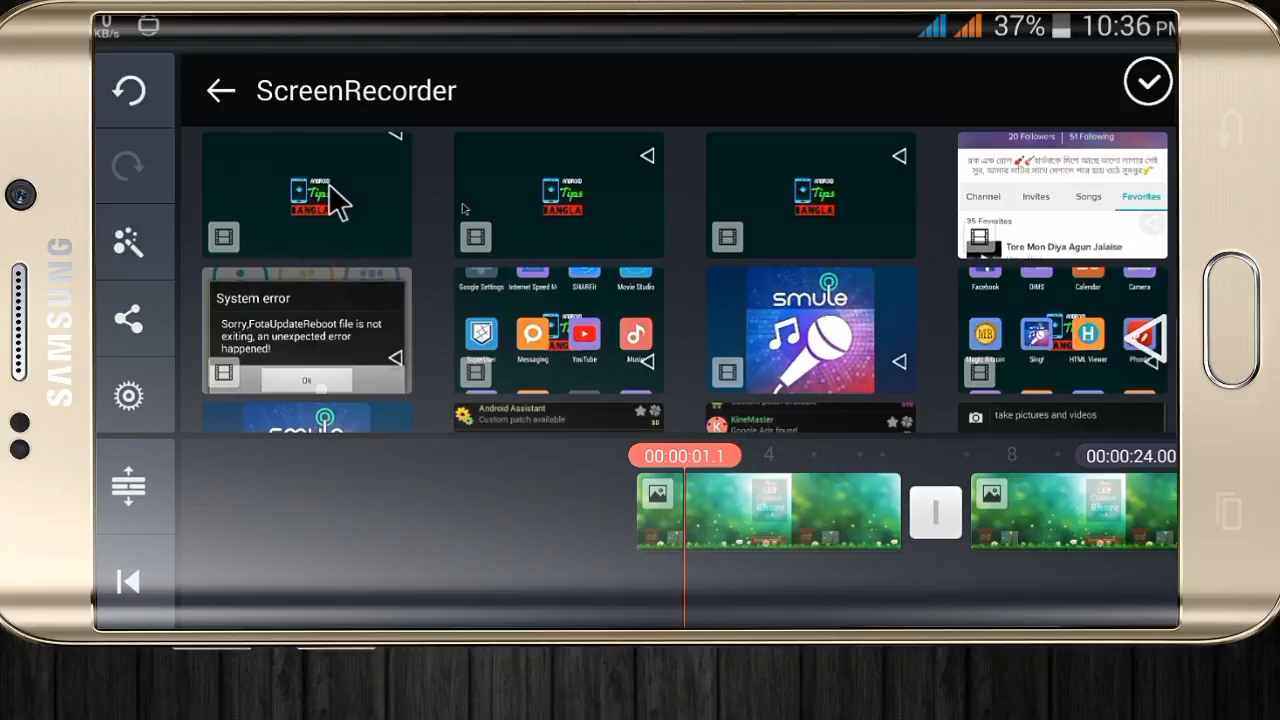 0
KB/s
37%
10:36 PM
ScreenRecorder
ANDROID
Tips
BANGLA
ANDROID
Tips
BANGLA
ANDROID
Tips
BANGLA
20 Followers | 51 Following
Channel Invites Songs Favorites
35 Favorites
Tore Mon Diya Agun Jalaise
System error
Sorry,FotaUpdateReboot file is not
exiting, an unexpected error
happened!
Ok
Google Settings Internet Speed M SHAREit Movie Studio
SuperUser Messaging YouTube Music
smule
Facebook DIMS Calendar Camera
Magic Bitcoin Sing! HTML Viewer
Android Assistant
Custom patch available
KineMaster
Google Ads found
take pictures and videos
00:00:01.1
4
8
00:00:24.00
SAMSUNG